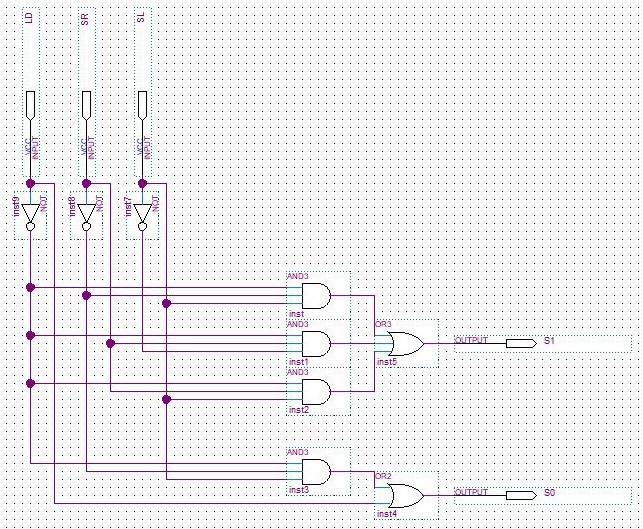 LD
SR
SL
VCC
INPUT
VCC
INPUT
VCC
INPUT
inst9
NOT
inst8
NOT
inst7
NOT
AND3
inst
AND3
OR3
OUTPUT
S1
inst1
inst5
AND3
inst2
AND3
OR2
inst3
OUTPUT
S0
inst4